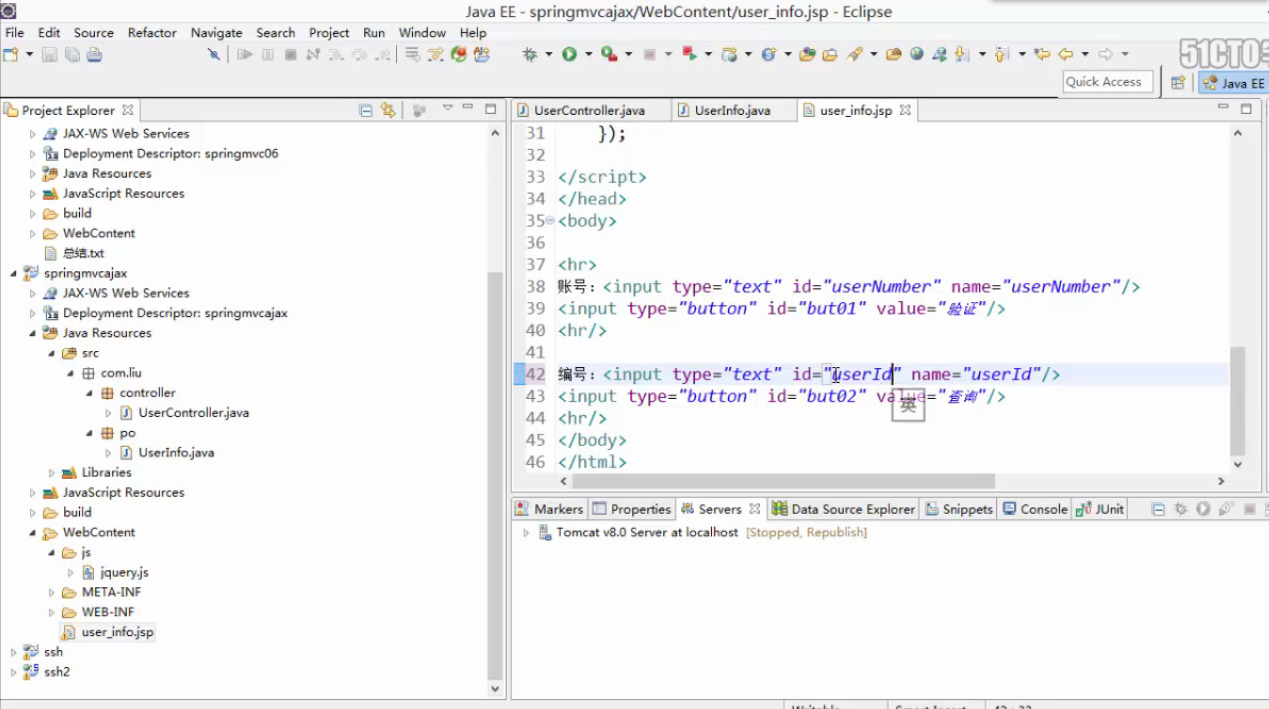 Java EE - springmvcajax/WebContent/user_info.jsp - Eclipse
File Edit Source Refactor Navigate Search Project Run Window Help
51CTO
Quick Access
Java EE
Project Explorer
JAX-WS Web Services
Deployment Descriptor: springmvc06
Java Resources
JavaScript Resources
build
WebContent
总结.txt
springmvcajax
JAX-WS Web Services
Deployment Descriptor: springmvcajax
Java Resources
src
com.liu
controller
UserController.java
po
UserInfo.java
Libraries
JavaScript Resources
build
WebContent
js
jquery.js
META-INF
WEB-INF
user_info.jsp
ssh
ssh2
UserController.java UserInfo.java user_info.jsp
31 });
32
33 </script>
34 </head>
35 <body>
36
37 <hr>
38 账号：<input type="text" id="userNumber" name="userNumber"/>
39 <input type="button" id="but01" value="验证"/>
40 <hr/>
41
42 编号：<input type="text" id="userId" name="userId"/>
43 <input type="button" id="but02" value="查询"/>
英
44 <hr/>
45 </body>
46 </html>
Markers Properties Servers Data Source Explorer Snippets Console JUnit
Tomcat v8.0 Server at localhost [Stopped, Republish]